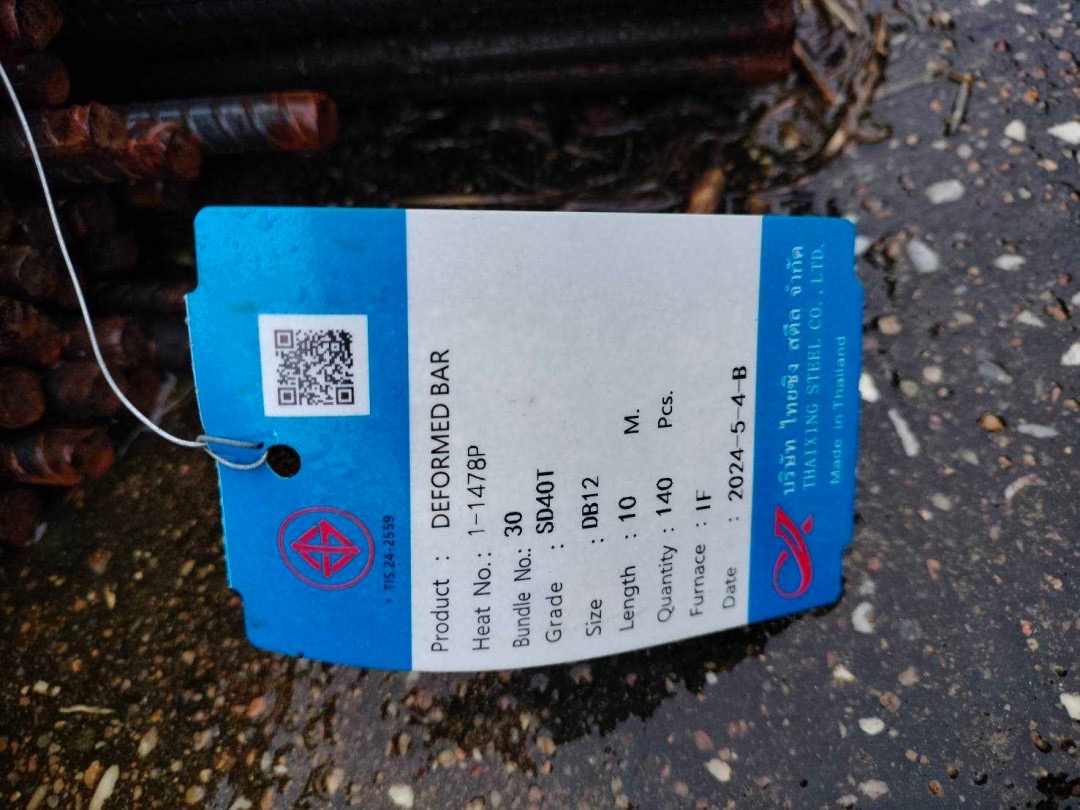 TIS 24-2559
Product : DEFORMED BAR
Heat No.: 1-1478P
Bundle No.: 30
Grade : SD40T
Size : DB12
Length : 10 M.
Quantity : 140 Pcs.
Furnace : IF
Date : 2024-5-4-B
บริษัท ไทยซิง สตีล จำกัด
THAIXING STEEL CO., LTD.
Made in Thailand